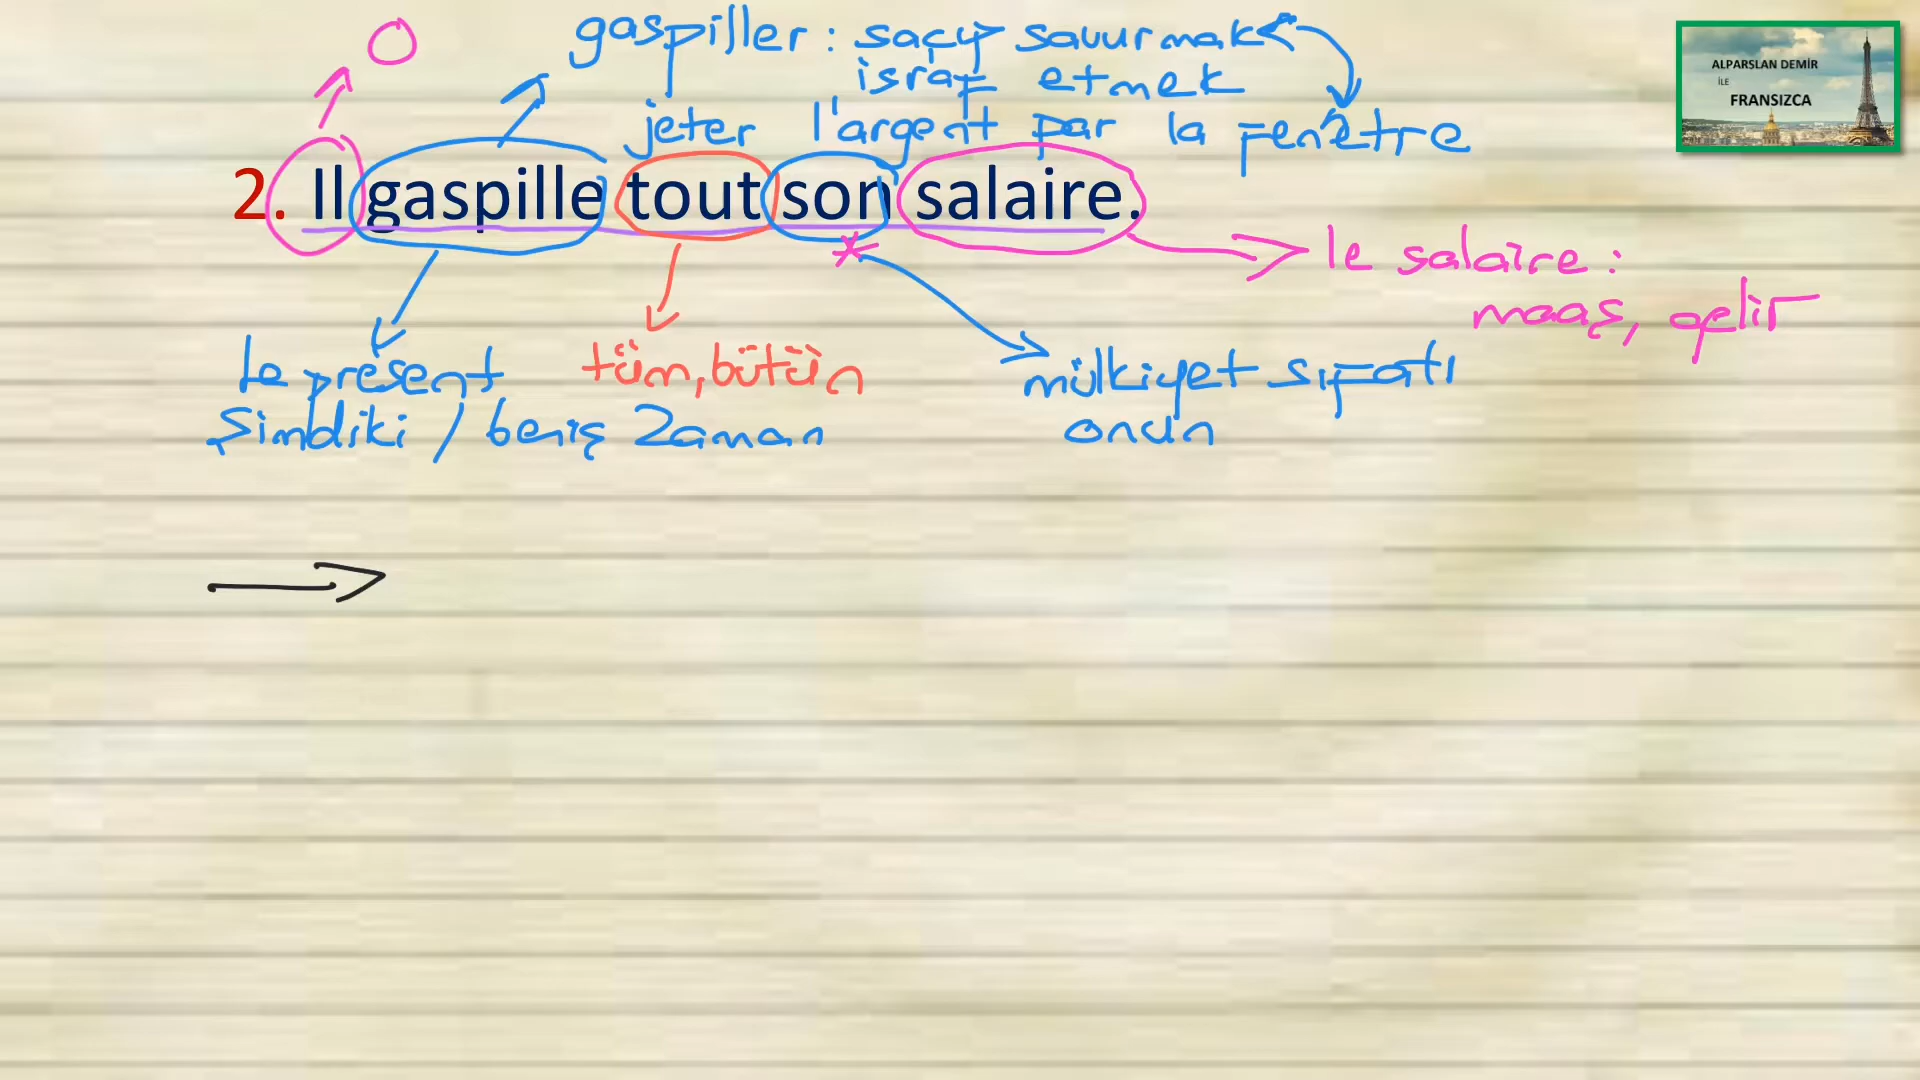 O
gaspiller : saçıp savurmak
israf etmek
jeter l'argent par la fenêtre
ALPARSLAN DEMİR
İLE
FRANSIZCA
2. Il gaspille tout son salaire.
*
le salaire :
maaş, gelir
Le présent
Şimdiki / Geniş Zaman
tüm, bütün
mülkiyet sıfatı
onun